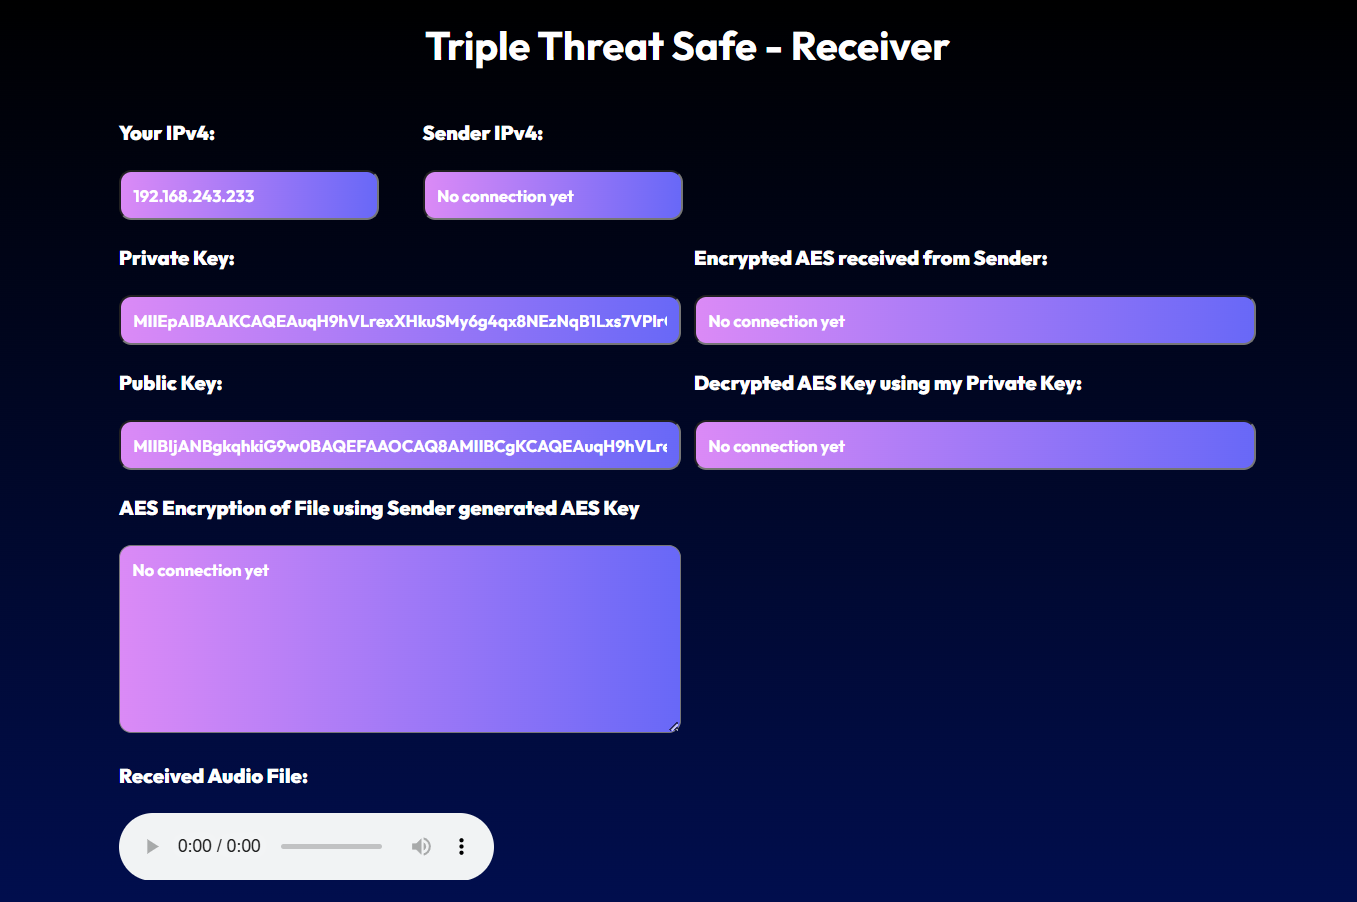 Triple Threat Safe - Receiver
Your IPv4:
Sender IPv4:
192.168.243.233
No connection yet
Private Key:
Encrypted AES received from Sender:
MIIEpAIBAAKCAQEAuqH9hVLrexXHkuSMy6g4qx8NEzNqB1Lxs7VPIr
No connection yet
Public Key:
Decrypted AES Key using my Private Key:
MIIBIjANBgkqhkiG9w0BAQEFAAOCAQ8AMIIBCgKCAQEAuqH9hVLre
No connection yet
AES Encryption of File using Sender generated AES Key
No connection yet
Received Audio File:
0:00 / 0:00